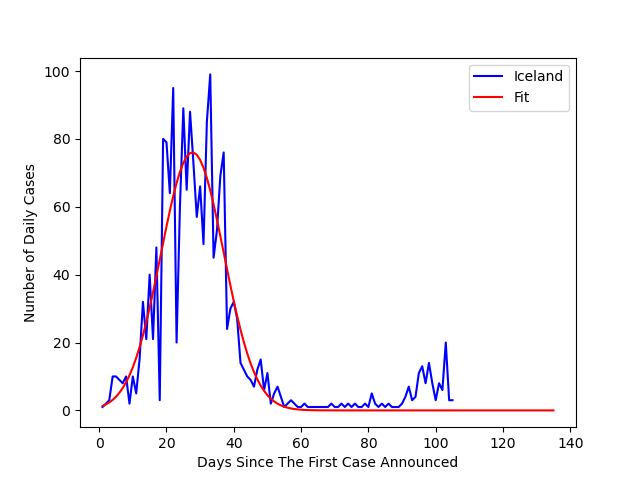 Iceland
Fit
Number of Daily Cases
100
80
60
40
20
0
0 20 40 60 80 100 120 140
Days Since The First Case Announced